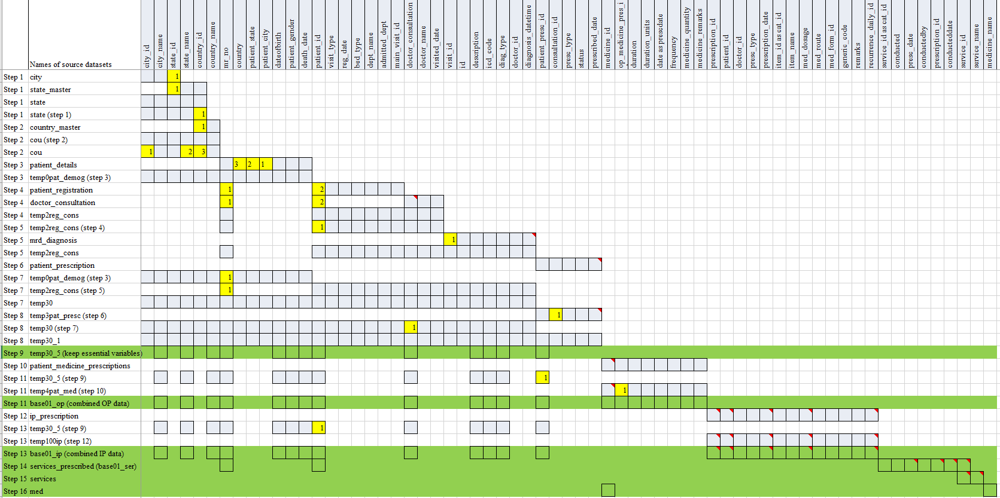 Names of source datasets
city_id
city_name
state_id
state_name
country_id
country_name
mr_no
country
patient_state
patient_city
dateofbirth
patient_gender
death_date
patient_id
visit_type
reg_date
bed_type
dept_name
admitted_dept
main_visit_id
doctor_consultation
doctor_name
visited_date
visit_id
id
description
icd_code
diag_type
doctor_id
diagnosis_datetime
patient_presc_id
consultation_id
presc_type
status
prescribed_date
medicine_id
op_medicine_pres_i
duration
duration_units
date as prescdate
frequency
medicine_quantity
medicine_remarks
prescription_id
patient_id
doctor_id
presc_type
prescription_date
item_id as cat_id
item_name
med_dosage
med_route
med_form_id
generic_code
remarks
recurrence_daily_id
service_id as cat_id
conducted
presc_date
conductedby
prescription_id
conducteddate
service_id
service_name
medicine_name
Step 1 city 1
Step 1 state_master 1
Step 1 state
Step 1 state (step 1) 1
Step 2 country_master 1
Step 2 cou (step 2)
Step 2 cou 1 2 3
Step 3 patient_details 3 2 1
Step 3 temp0pat_demog (step 3)
Step 4 patient_registration 1 2
Step 4 doctor_consultation 1 2
Step 4 temp2reg_cons
Step 5 temp2reg_cons (step 4) 1
Step 5 mrd_diagnosis 1
Step 5 temp2reg_cons
Step 6 patient_prescription
Step 7 temp0pat_demog (step 3) 1
Step 7 temp2reg_cons (step 5) 1
Step 7 temp30
Step 8 temp3pat_presc (step 6) 1
Step 8 temp30 (step 7) 1
Step 8 temp30_1
Step 9 temp30_5 (keep essential variables)
Step 10 patient_medicine_prescriptions
Step 11 temp30_5 (step 9) 1
Step 11 temp4pat_med (step 10) 1
Step 11 base01_op (combined OP data)
Step 12 ip_prescription
Step 13 temp30_5 (step 9) 1
Step 13 temp100ip (step 12)
Step 13 base01_ip (combined IP data)
Step 14 services_prescribed (base01_ser)
Step 15 services
Step 16 med